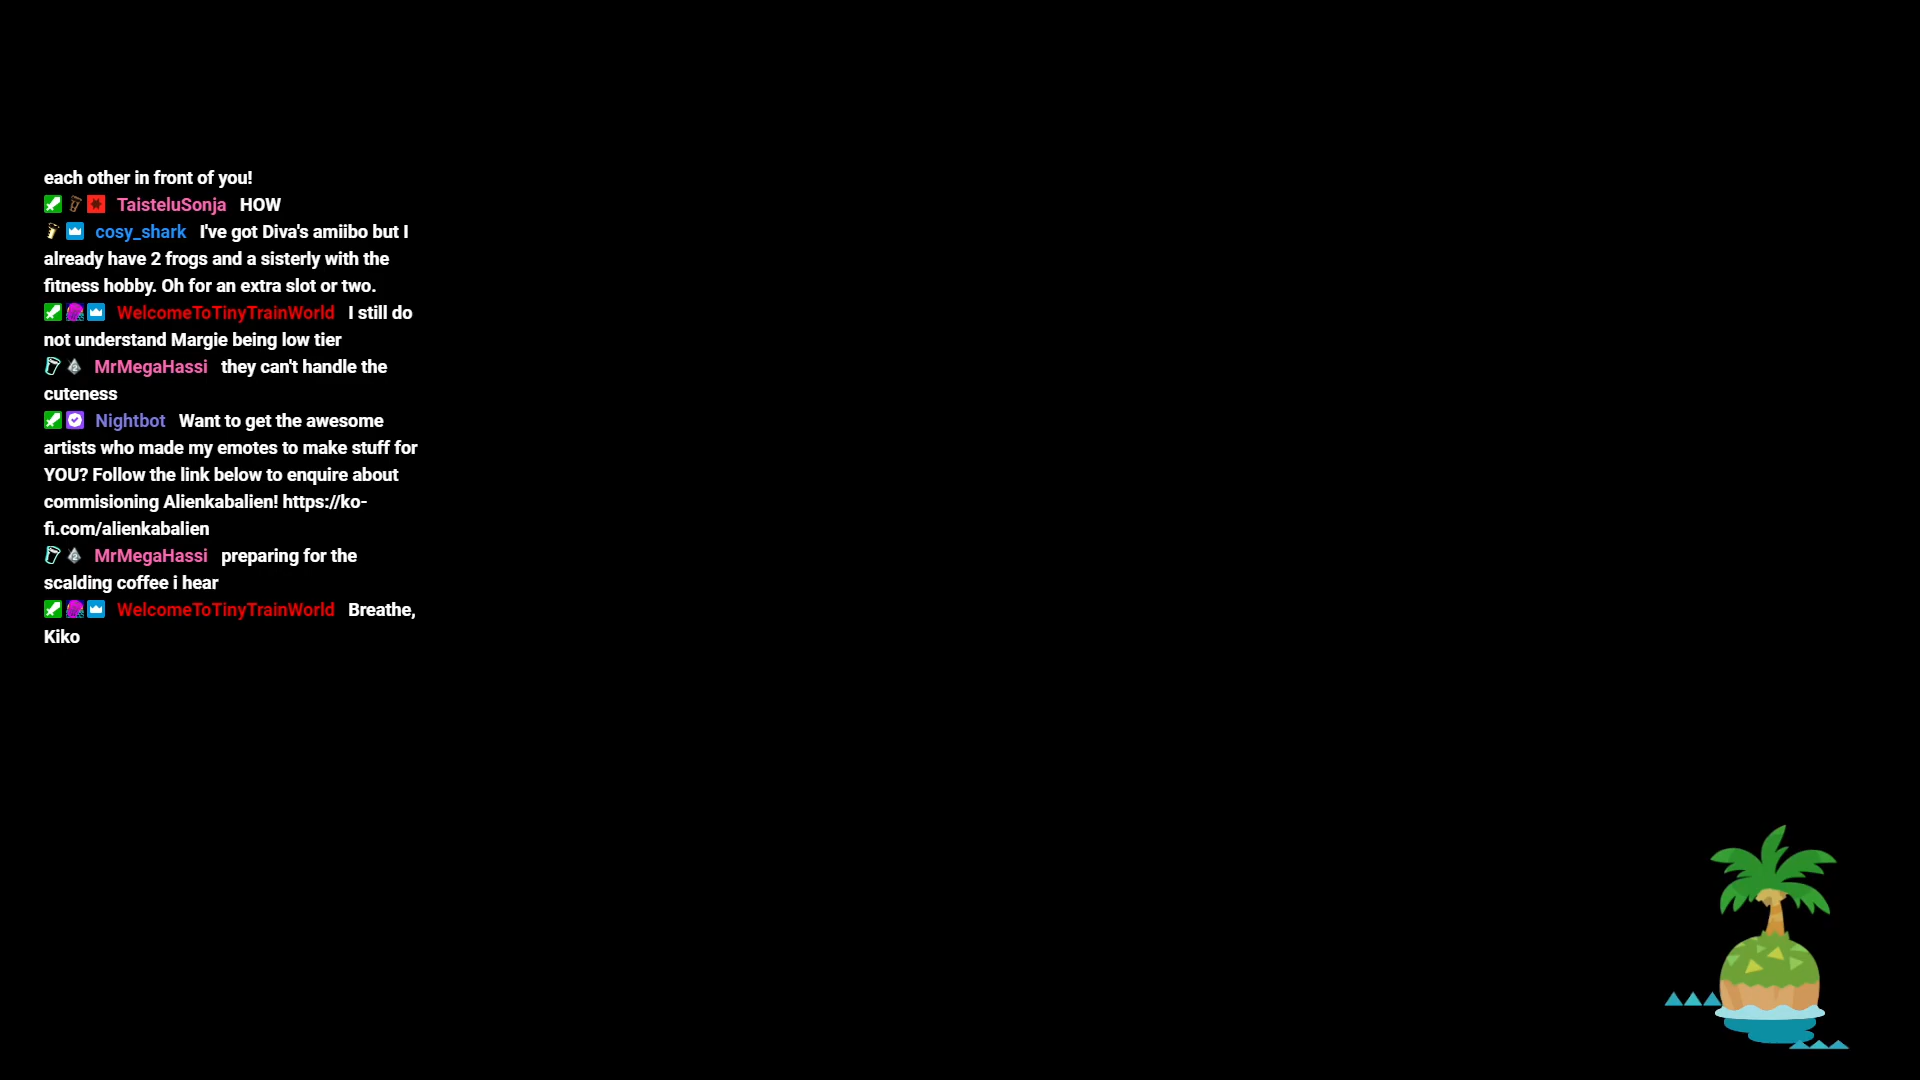 each other in front of you!
TaisteluSonja HOW
cosy_shark I've got Diva's amiibo but I
already have 2 frogs and a sisterly with the
fitness hobby. Oh for an extra slot or two.
WelcomeToTinyTrainWorld I still do
not understand Margie being low tier
MrMegaHassi they can't handle the
cuteness
Nightbot Want to get the awesome
artists who made my emotes to make stuff for
YOU? Follow the link below to enquire about
commisioning Alienkabalien! https://ko-
fi.com/alienkabalien
MrMegaHassi preparing for the
scalding coffee i hear
WelcomeToTinyTrainWorld Breathe,
Kiko